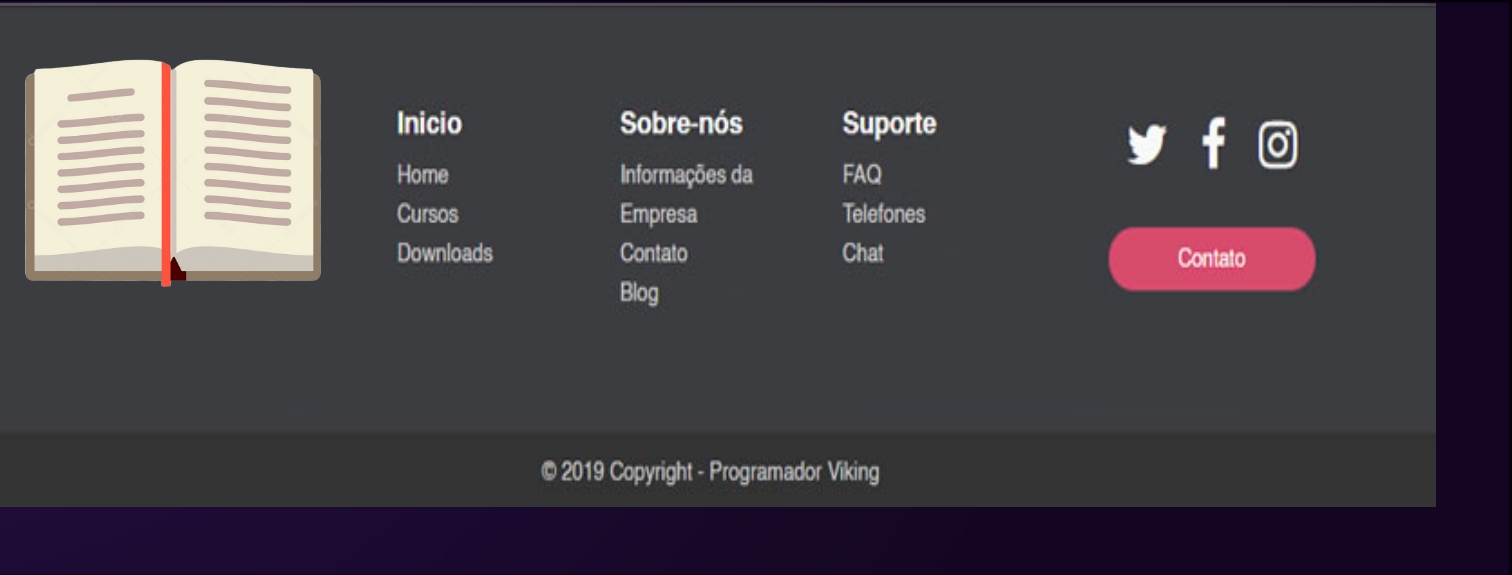 Inicio
Home
Cursos
Downloads
Sobre-nós
Informações da
Empresa
Contato
Blog
Suporte
FAQ
Telefones
Chat
Contato
© 2019 Copyright - Programador Viking